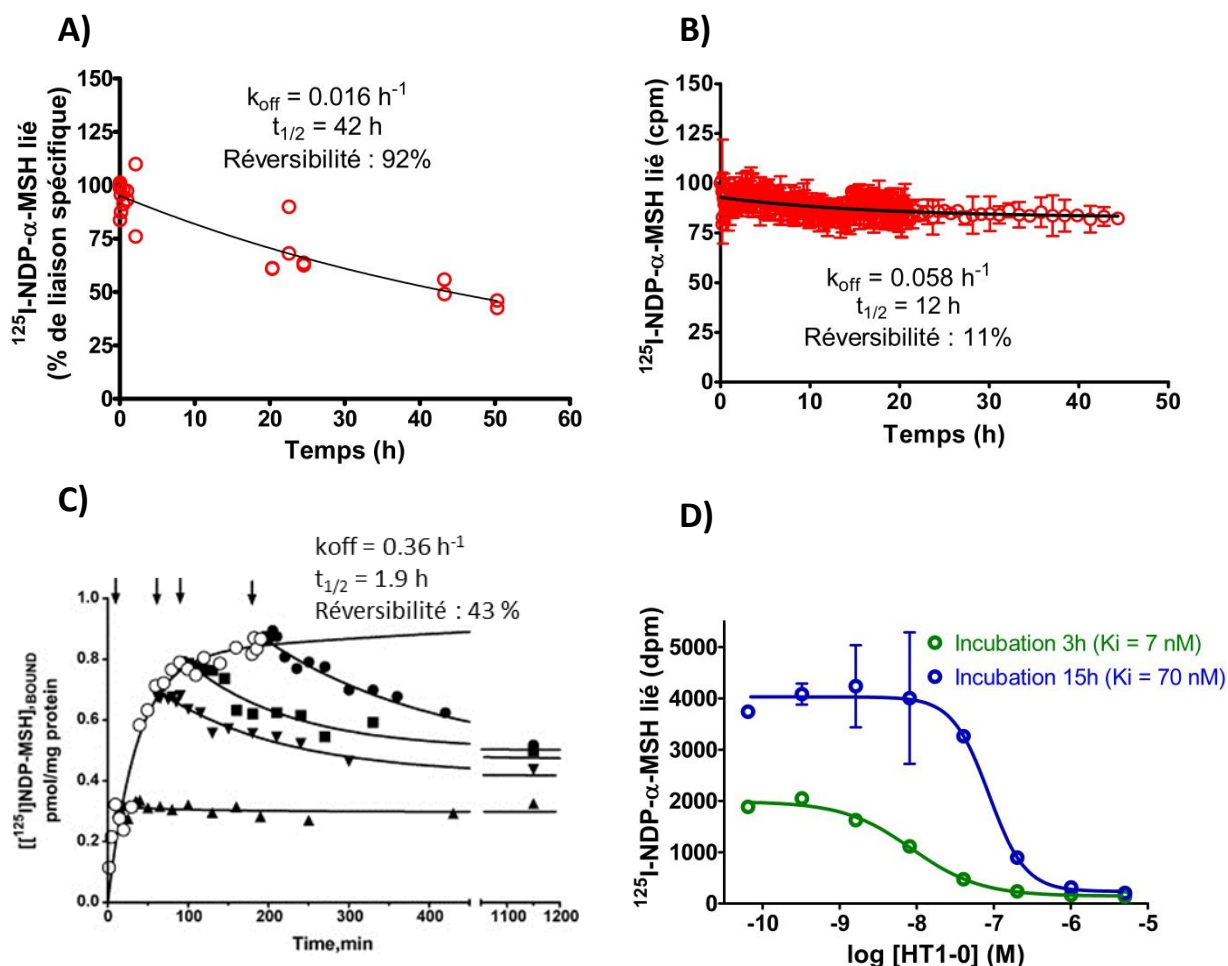 A)
150
125
100
75
50
25
0
¹²⁵I-NDP-α-MSH lié
(% de liaison spécifique)
k_off = 0.016 h⁻¹
t_1/2 = 42 h
Réversibilité : 92%
0 10 20 30 40 50 60
Temps (h)
B)
150
125
100
75
50
25
0
¹²⁵I-NDP-α-MSH lié (cpm)
k_off = 0.058 h⁻¹
t_1/2 = 12 h
Réversibilité : 11%
0 10 20 30 40 50
Temps (h)
C)
koff = 0.36 h⁻¹
t_1/2 = 1.9 h
Réversibilité : 43 %
1.0
0.8
0.6
0.4
0.2
0.0
[[¹²⁵I]NDP-MSH],BOUND
pmol/mg protein
0 100 200 300 400 1100 1200
Time,min
D)
5000
4000
3000
2000
1000
0
¹²⁵I-NDP-α-MSH lié (dpm)
Incubation 3h (Ki = 7 nM)
Incubation 15h (Ki = 70 nM)
-10 -9 -8 -7 -6 -5
log [HT1-0] (M)